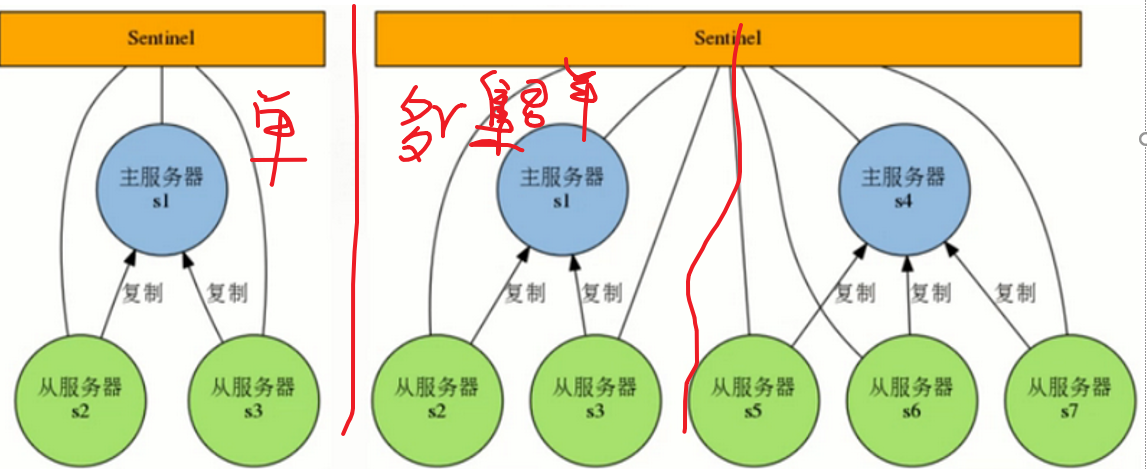 Sentinel
单
主服务器
s1
复制
复制
从服务器
s2
从服务器
s3
Sentinel
多
单
主服务器
s1
主服务器
s4
复制
复制
复制
复制
复制
从服务器
s2
从服务器
s3
从服务器
s5
从服务器
s6
从服务器
s7